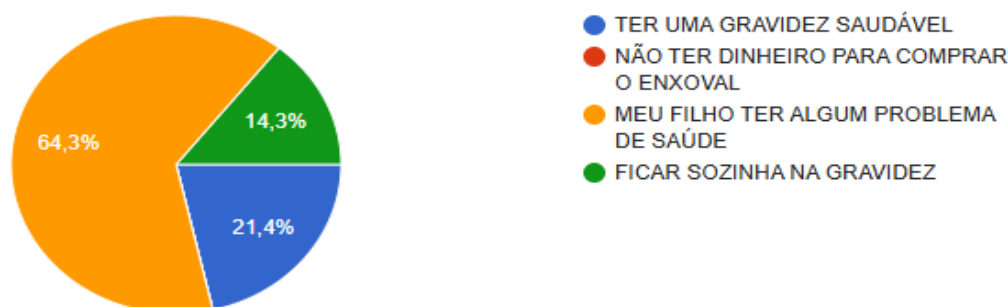 64,3%
14,3%
21,4%
TER UMA GRAVIDEZ SAUDÁVEL
NÃO TER DINHEIRO PARA COMPRAR
O ENXOVAL
MEU FILHO TER ALGUM PROBLEMA
DE SAÚDE
FICAR SOZINHA NA GRAVIDEZ